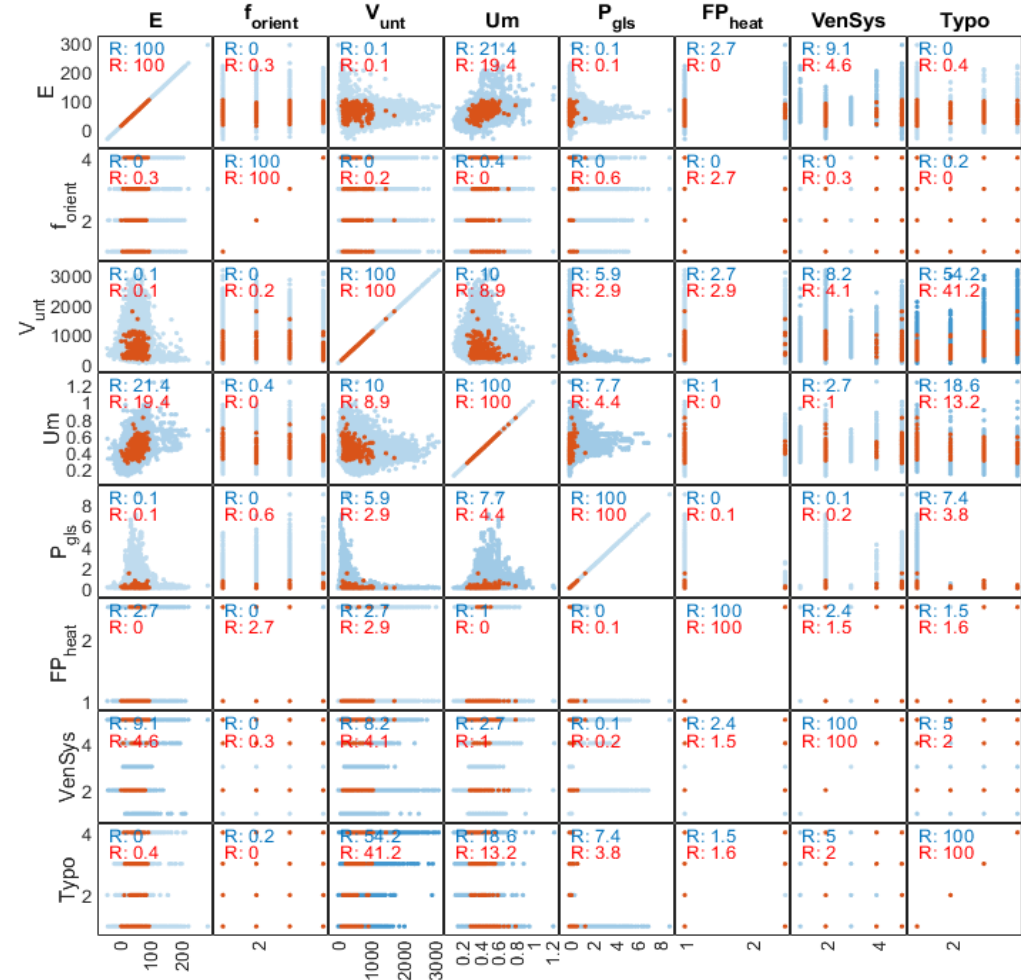 E f_orient V_unt Um P_gls FP_heat VenSys Typo
300 R: 100 R: 0 R: 0.1 R: 21.4 R: 0.1 R: 2.7 R: 9.1 R: 0
200 R: 100 R: 0.3 R: 0.1 R: 19.4 R: 0.1 R: 0 R: 4.6 R: 0.4
E 100
0
4 R: 0 R: 100 R: 0 R: 0.4 R: 0 R: 0 R: 0 R: 0.2
R: 0.3 R: 100 R: 0.2 R: 0 R: 0.6 R: 2.7 R: 0.3 R: 0
f_orient 2
3000 R: 0.1 R: 0 R: 100 R: 10 R: 5.9 R: 2.7 R: 8.2 R: 54.2
2000 R: 0.1 R: 0.2 R: 100 R: 8.9 R: 2.9 R: 2.9 R: 4.1 R: 41.2
V_unt 1000
0
1.2 R: 21.4 R: 0.4 R: 10 R: 100 R: 7.7 R: 1 R: 2.7 R: 18.6
1 R: 19.4 R: 0 R: 8.9 R: 100 R: 4.4 R: 0 R: 1 R: 13.2
0.8
Um 0.6
0.4
0.2
8 R: 0.1 R: 0 R: 5.9 R: 7.7 R: 100 R: 0 R: 0.1 R: 7.4
6 R: 0.1 R: 0.6 R: 2.9 R: 4.4 R: 100 R: 0.1 R: 0.2 R: 3.8
P_gls 4
2
0
R: 2.7 R: 0 R: 2.7 R: 1 R: 0 R: 100 R: 2.4 R: 1.5
R: 0 R: 2.7 R: 2.9 R: 0 R: 0.1 R: 100 R: 1.5 R: 1.6
FP_heat 2
1
R: 9.1 R: 0 R: 8.2 R: 2.7 R: 0.1 R: 2.4 R: 100 R: 5
4 R: 4.6 R: 0.3 R: 4.1 R: 1 R: 0.2 R: 1.5 R: 100 R: 2
VenSys 2
4 R: 0 R: 0.2 R: 54.2 R: 18.6 R: 7.4 R: 1.5 R: 5 R: 100
R: 0.4 R: 0 R: 41.2 R: 13.2 R: 3.8 R: 1.6 R: 2 R: 100
Typo 2
0 100 200 2 0 1000 2000 3000 0.2 0.4 0.6 0.8 1 1.2 0 2 4 6 8 1 2 2 4 2